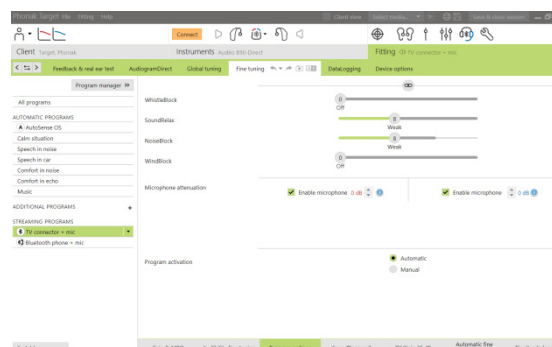 Phonak Target File Fitting Help
Client view Select media... Save & close session
Connect
Client Target, Phonak
Instruments Audéo B90-Direct
Fitting TV connector + mic
Feedback & real ear test AudiogramDirect Global tuning Fine tuning DataLogging Device options
Program manager
All programs
AUTOMATIC PROGRAMS
AutoSense OS
Calm situation
Speech in noise
Speech in car
Comfort in noise
Comfort in echo
Music
ADDITIONAL PROGRAMS +
STREAMING PROGRAMS
TV connector + mic
Bluetooth phone + mic
WhistleBlock
0
Off
SoundRelax
8
Weak
NoiseBlock
8
Weak
WindBlock
0
Off
Microphone attenuation
Enable microphone 0 dB
Enable microphone 0 dB
Program activation
Automatic
Manual
Automatic fine